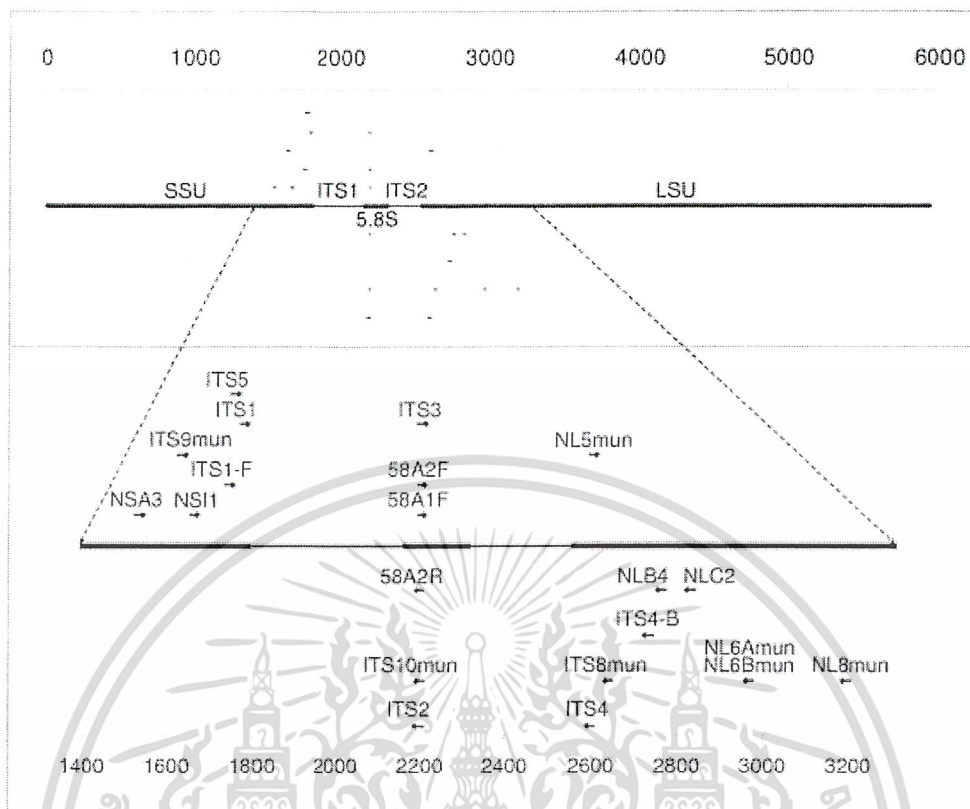 0 1000 2000 3000 4000 5000 6000
SSU ITS1 ITS2 LSU
5.8S
ITS5
ITS1 ITS3
ITS9mun NL5mun
ITS1-F 58A2F
NSA3 NSI1 58A1F
58A2R NLB4 NLC2
ITS4-B
NL6Amun
ITS10mun ITS8mun NL6Bmun NL8mun
ITS2 ITS4
1400 1600 1800 2000 2200 2400 2600 2800 3000 3200